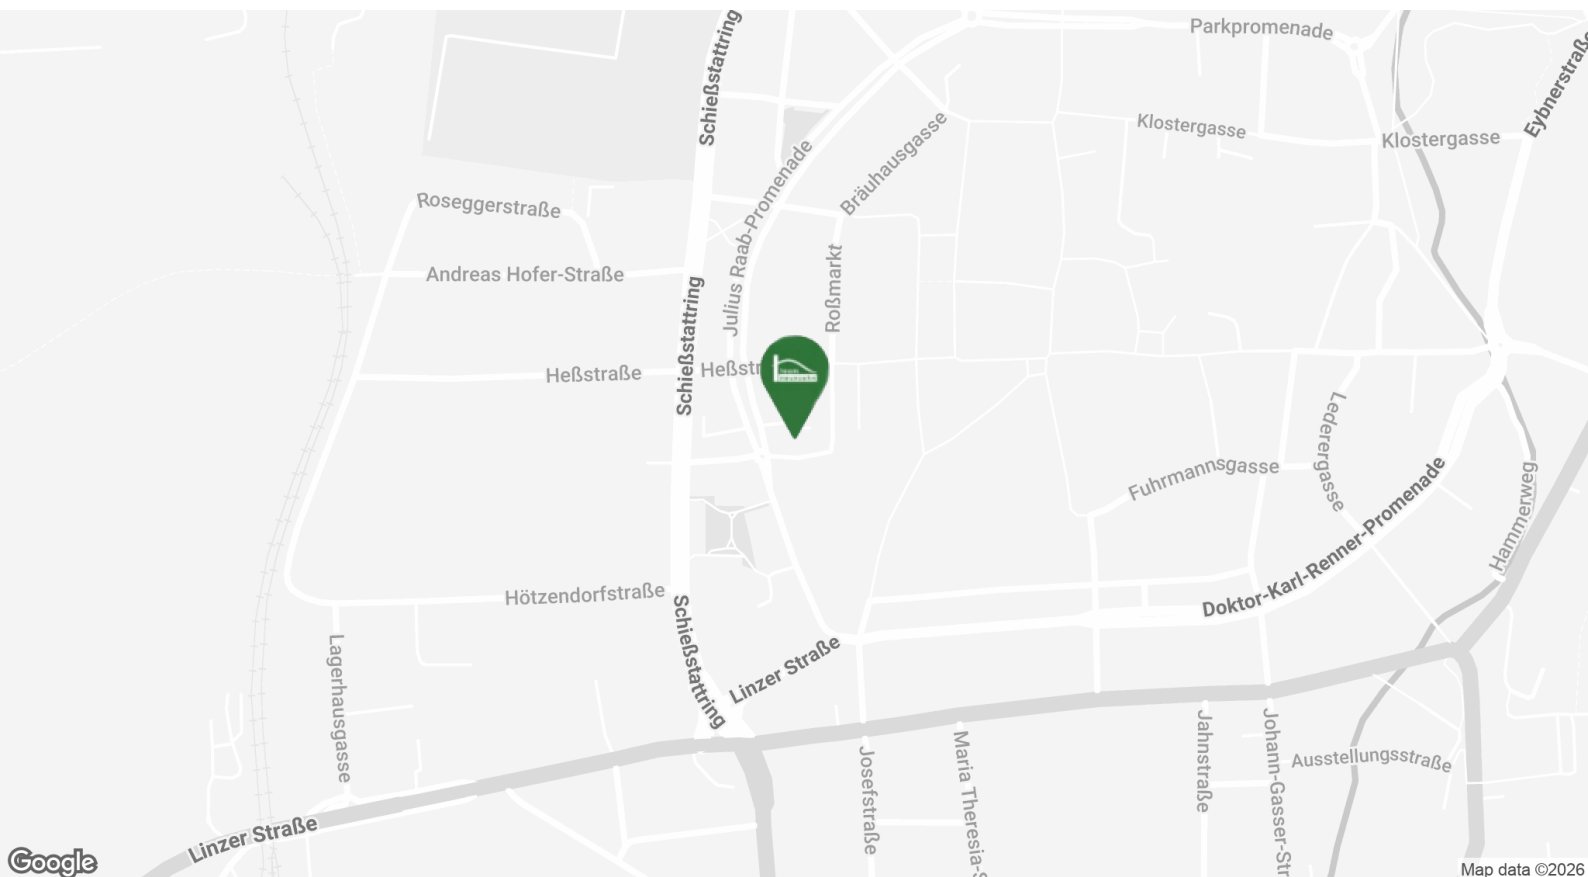 Parkpromenade
Schießstattring
Eybnerstraße
Klostergasse
Klostergasse
Bräuhausgasse
Julius Raab-Promenade
Roseggerstraße
Andreas Hofer-Straße
Roßmarkt
Schießstattring
Heßstraße
Heßstr
Lederergasse
Fuhrmannsgasse
Hammerweg
Doktor-Karl-Renner-Promenade
Hötzendorfstraße
Schießstattring
Linzer Straße
Lagerhausgasse
Josefstraße
Maria Theresia-S
Jahnstraße
Johann-Gasser-Str
Ausstellungsstraße
Linzer Straße
Google
Map data ©2026